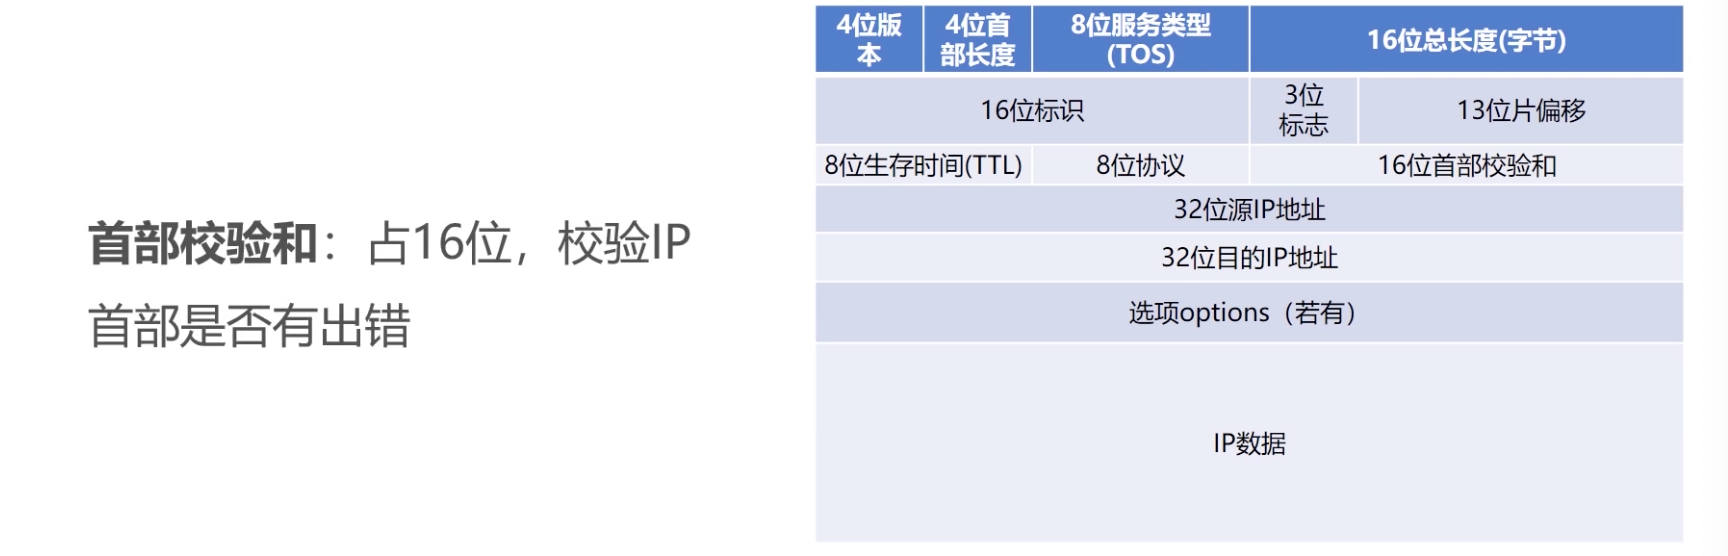 首部校验和：占16位，校验IP
首部是否有出错
4位版
本
4位首
部长度
8位服务类型
(TOS)
16位总长度(字节)
16位标识
3位
标志
13位片偏移
8位生存时间(TTL)
8位协议
16位首部校验和
32位源IP地址
32位目的IP地址
选项options（若有）
IP数据